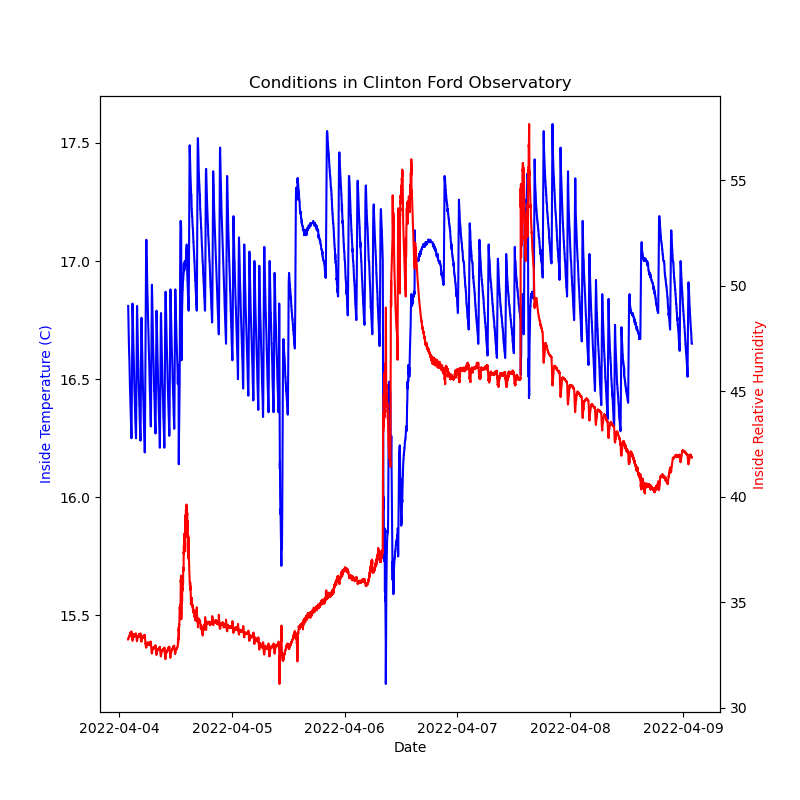 Conditions in Clinton Ford Observatory
17.5
17.0
16.5
16.0
15.5
Inside Temperature (C)
55
50
45
40
35
30
Inside Relative Humidity
2022-04-04 2022-04-05 2022-04-06 2022-04-07 2022-04-08 2022-04-09
Date